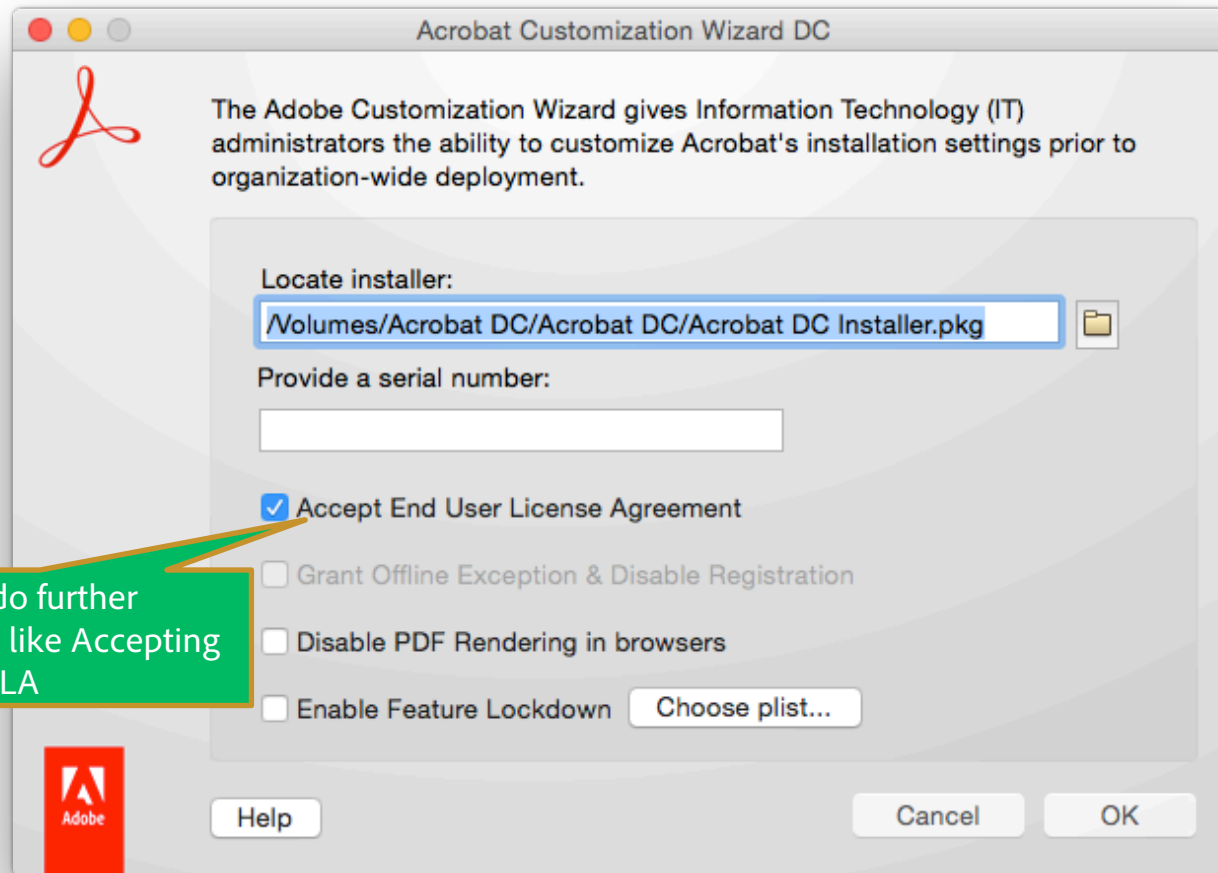 Acrobat Customization Wizard DC
The Adobe Customization Wizard gives Information Technology (IT)
administrators the ability to customize Acrobat's installation settings prior to
organization-wide deployment.
Locate installer:
/Volumes/Acrobat DC/Acrobat DC/Acrobat DC Installer.pkg
Provide a serial number:
Accept End User License Agreement
Grant Offline Exception & Disable Registration
do further
like Accepting
LA
Disable PDF Rendering in browsers
Enable Feature Lockdown Choose plist...
Adobe
Help Cancel OK